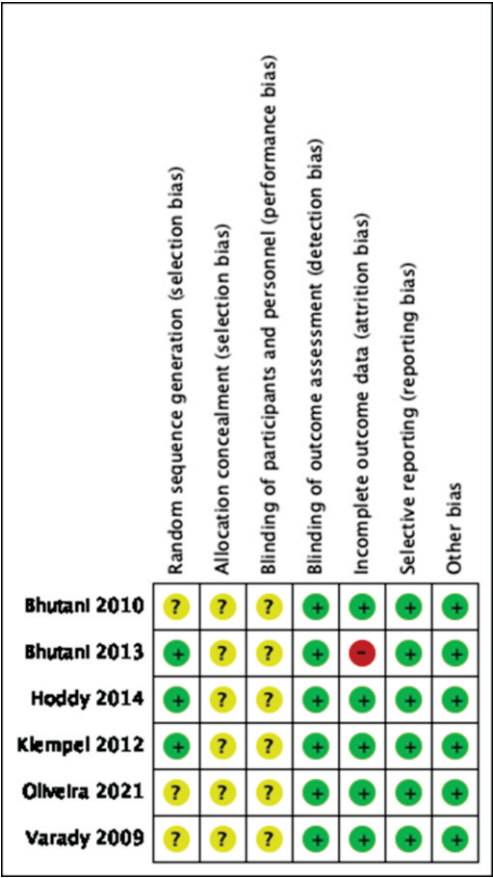 Random sequence generation (selection bias)
Allocation concealment (selection bias)
Blinding of participants and personnel (performance bias)
Blinding of outcome assessment (detection bias)
Incomplete outcome data (attrition bias)
Selective reporting (reporting bias)
Other bias
Bhutani 2010 ? ? ? + + + +
Bhutani 2013 + ? ? + - + +
Hoddy 2014 + ? ? + + + +
Klempel 2012 + ? ? + + + +
Oliveira 2021 ? ? ? + + + +
Varady 2009 ? ? ? + + + +